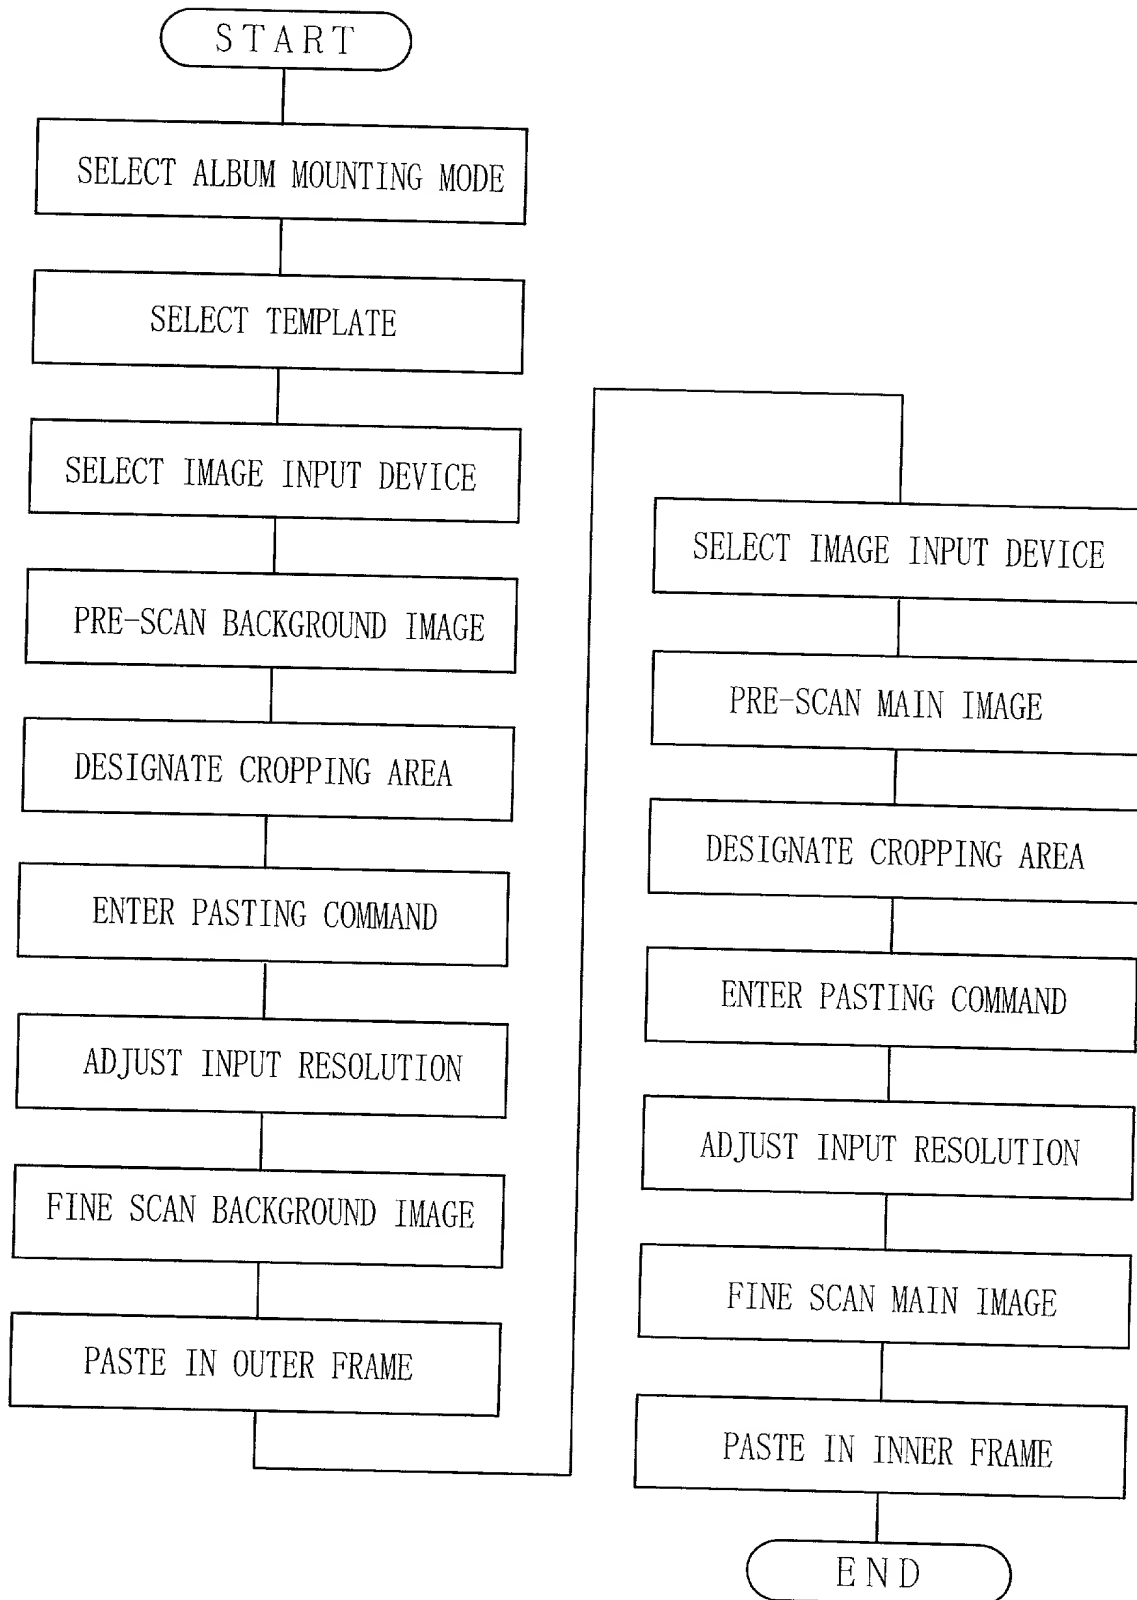 START
SELECT ALBUM MOUNTING MODE
SELECT TEMPLATE
SELECT IMAGE INPUT DEVICE
PRE-SCAN BACKGROUND IMAGE
DESIGNATE CROPPING AREA
ENTER PASTING COMMAND
ADJUST INPUT RESOLUTION
FINE SCAN BACKGROUND IMAGE
PASTE IN OUTER FRAME
SELECT IMAGE INPUT DEVICE
PRE-SCAN MAIN IMAGE
DESIGNATE CROPPING AREA
ENTER PASTING COMMAND
ADJUST INPUT RESOLUTION
FINE SCAN MAIN IMAGE
PASTE IN INNER FRAME
END